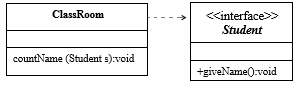 ClassRoom
countName (Student s):void
<<interface>>
Student
+giveName():void